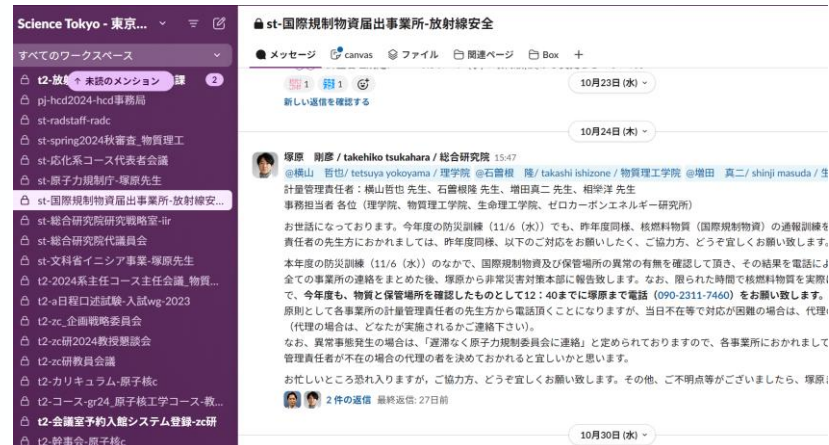 Science Tokyo - 東京...
すべてのワークスペース
↑ 未読のメンション
2
pj-hcd2024-hcd事務局
st-radstaff-radc
st-spring2024秋審査_物質理工
st-応化系コース代表者会議
st-原子力規制庁-塚原先生
st-国際規制物資届出事業所-放射線安...
st-総合研究院研究戦略室-iir
st-総合研究院代議員会
st-文科省イニシア事業-塚原先生
t2-2024系主任コース主任会議_物質...
t2-a日程口述試験-入試wg-2023
t2-zc_企画戦略委員会
t2-zc研2024教授懇談会
t2-zc研教員会議
t2-カリキュラム-原子核c
t2-コース-gr24_原子核工学コース-教...
t2-会議室予約入館システム登録-zc研
t2-幹事会-原子核c
st-国際規制物資届出事業所-放射線安全
メッセージ canvas ファイル 関連ページ Box +
1 1
10月23日 (水)
新しい返信を確認する
10月24日 (木)
塚原 剛彦 / takehiko tsukahara / 総合研究院 15:47
@横山 哲也/ tetsuya yokoyama / 理学院 @石曽根 隆/ takashi ishizone / 物質理工学院 @増田 真二/ shinji masuda / 生
計量管理責任者：横山哲也 先生、石曽根隆 先生、増田真二 先生、相楽洋 先生
事務担当者 各位（理学院、物質理工学院、生命理工学院、ゼロカーボンエネルギー研究所）
お世話になっております。今年度の防災訓練（11/6（水））でも、昨年度同様、核燃料物質（国際規制物資）の通報訓練を
責任者の先生方におかれましては、昨年度同様、以下のご対応をお願いしたく、ご協力方、どうぞ宜しくお願い致します。
本年度の防災訓練（11/6（水））のなかで、国際規制物資及び保管場所の異常の有無を確認して頂き、その結果を電話によ
全ての事業所の連絡をまとめた後、塚原から非常災害対策本部に報告致します。なお、限られた時間で核燃料物質を実際に
で、今年度も、物質と保管場所を確認したものとして12：40までに塚原まで電話（090-2311-7460）をお願い致します。
原則として各事業所の計量管理責任者の先生方から電話頂くことになりますが、当日不在等で対応が困難の場合は、代理の
（代理の場合は、どなたが実施されるかご連絡下さい）。
なお、異常事態発生の場合は、「遅滞なく原子力規制委員会に連絡」と定められておりますので、各事業所におかれまして
管理責任者が不在の場合の代理の者を決めておかれると宜しいかと思います。
お忙しいところ恐れ入りますが、ご協力方、どうぞ宜しくお願い致します。その他、ご不明点等がございましたら、塚原ま
2 件の返信 最終返信: 27日前
10月30日 (水)